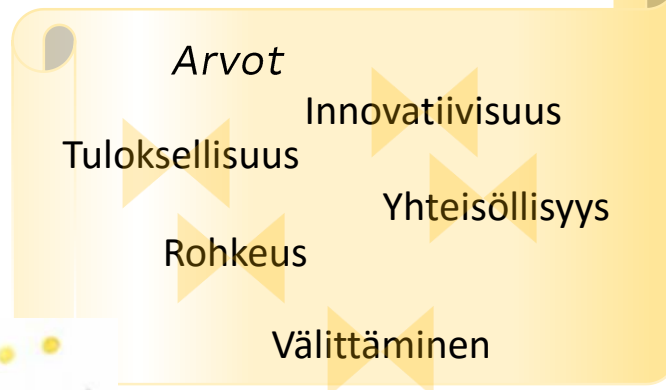 Arvot
Innovatiivisuus
Tuloksellisuus
Yhteisöllisyys
Rohkeus
Välittäminen